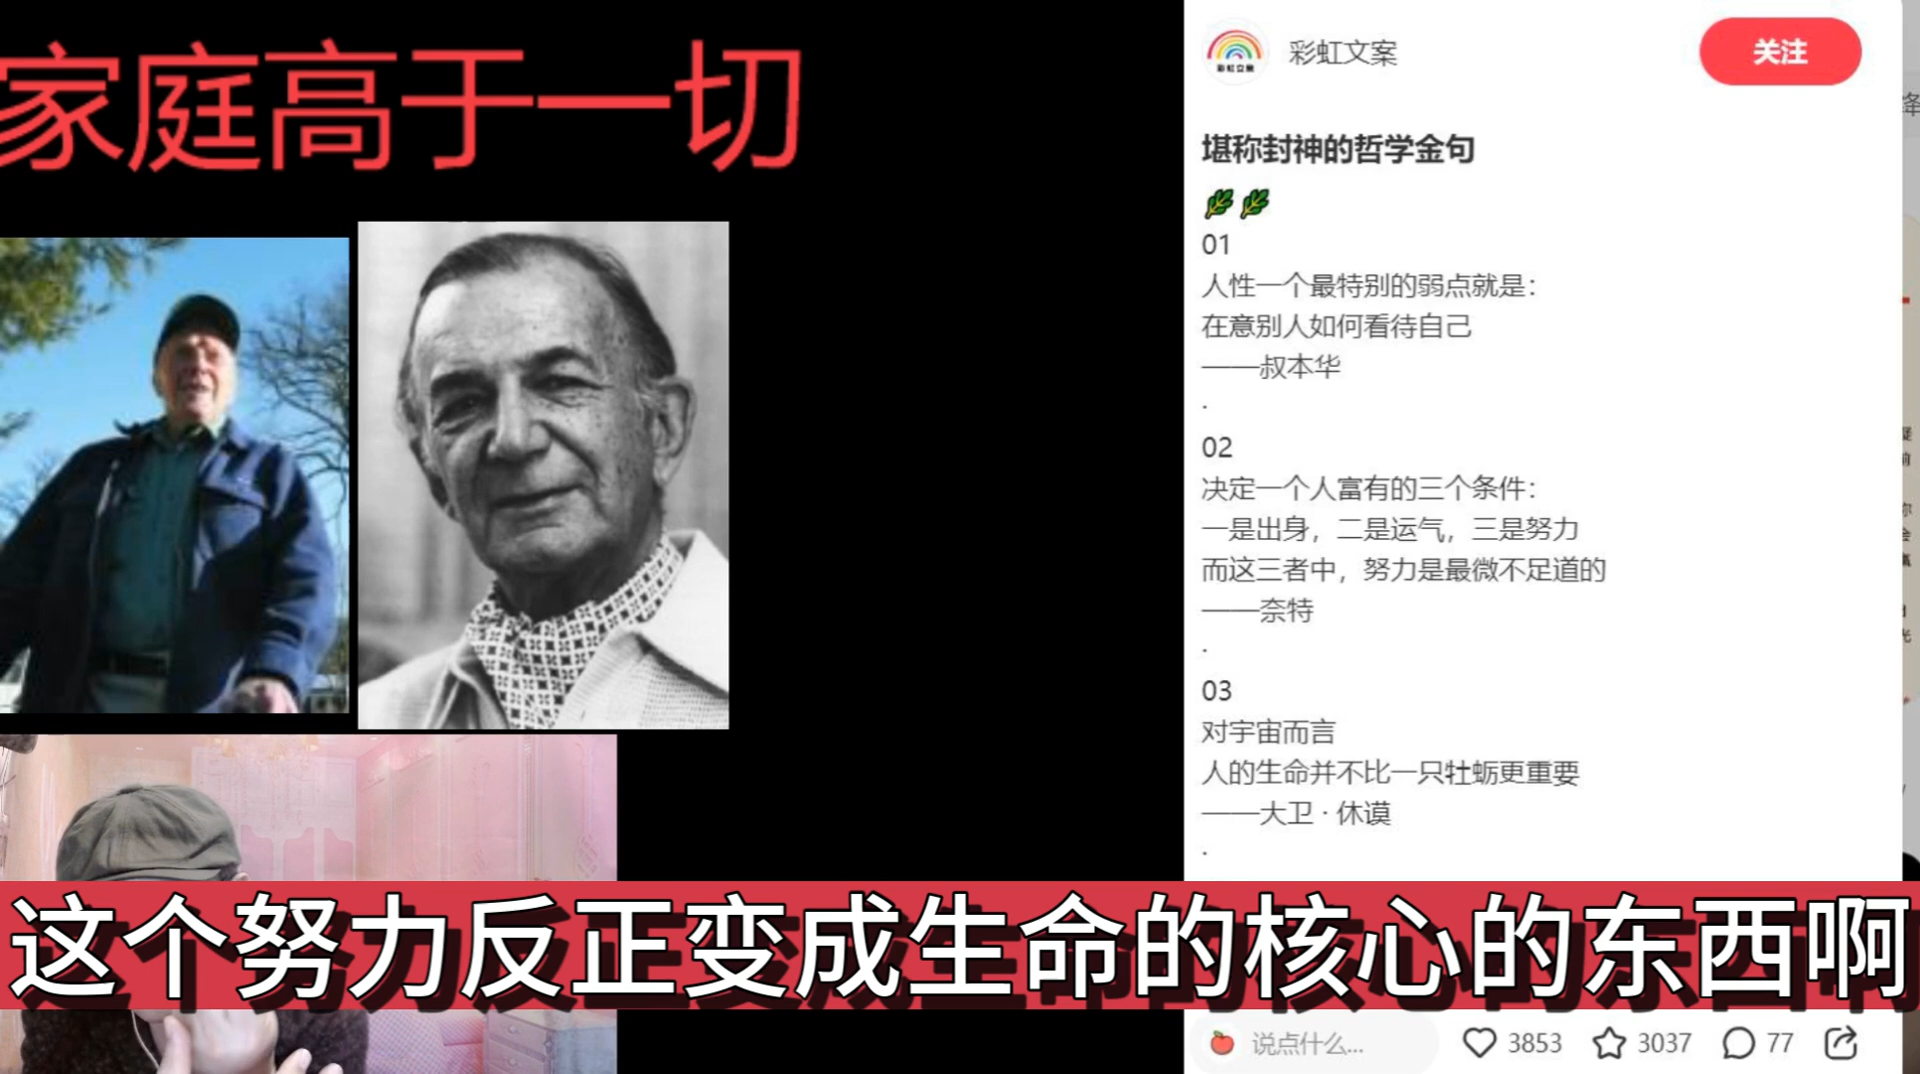 家庭高于一切
彩虹文案
彩虹文案
关注
堪称封神的哲学金句
01
人性一个最特别的弱点就是：
在意别人如何看待自己
——叔本华
.
02
决定一个人富有的三个条件：
一是出身，二是运气，三是努力
而这三者中，努力是最微不足道的
——奈特
.
03
对宇宙而言
人的生命并不比一只牡蛎更重要
——大卫·休谟
.
这个努力反正变成生命的核心的东西啊
说点什么...
3853
3037
77